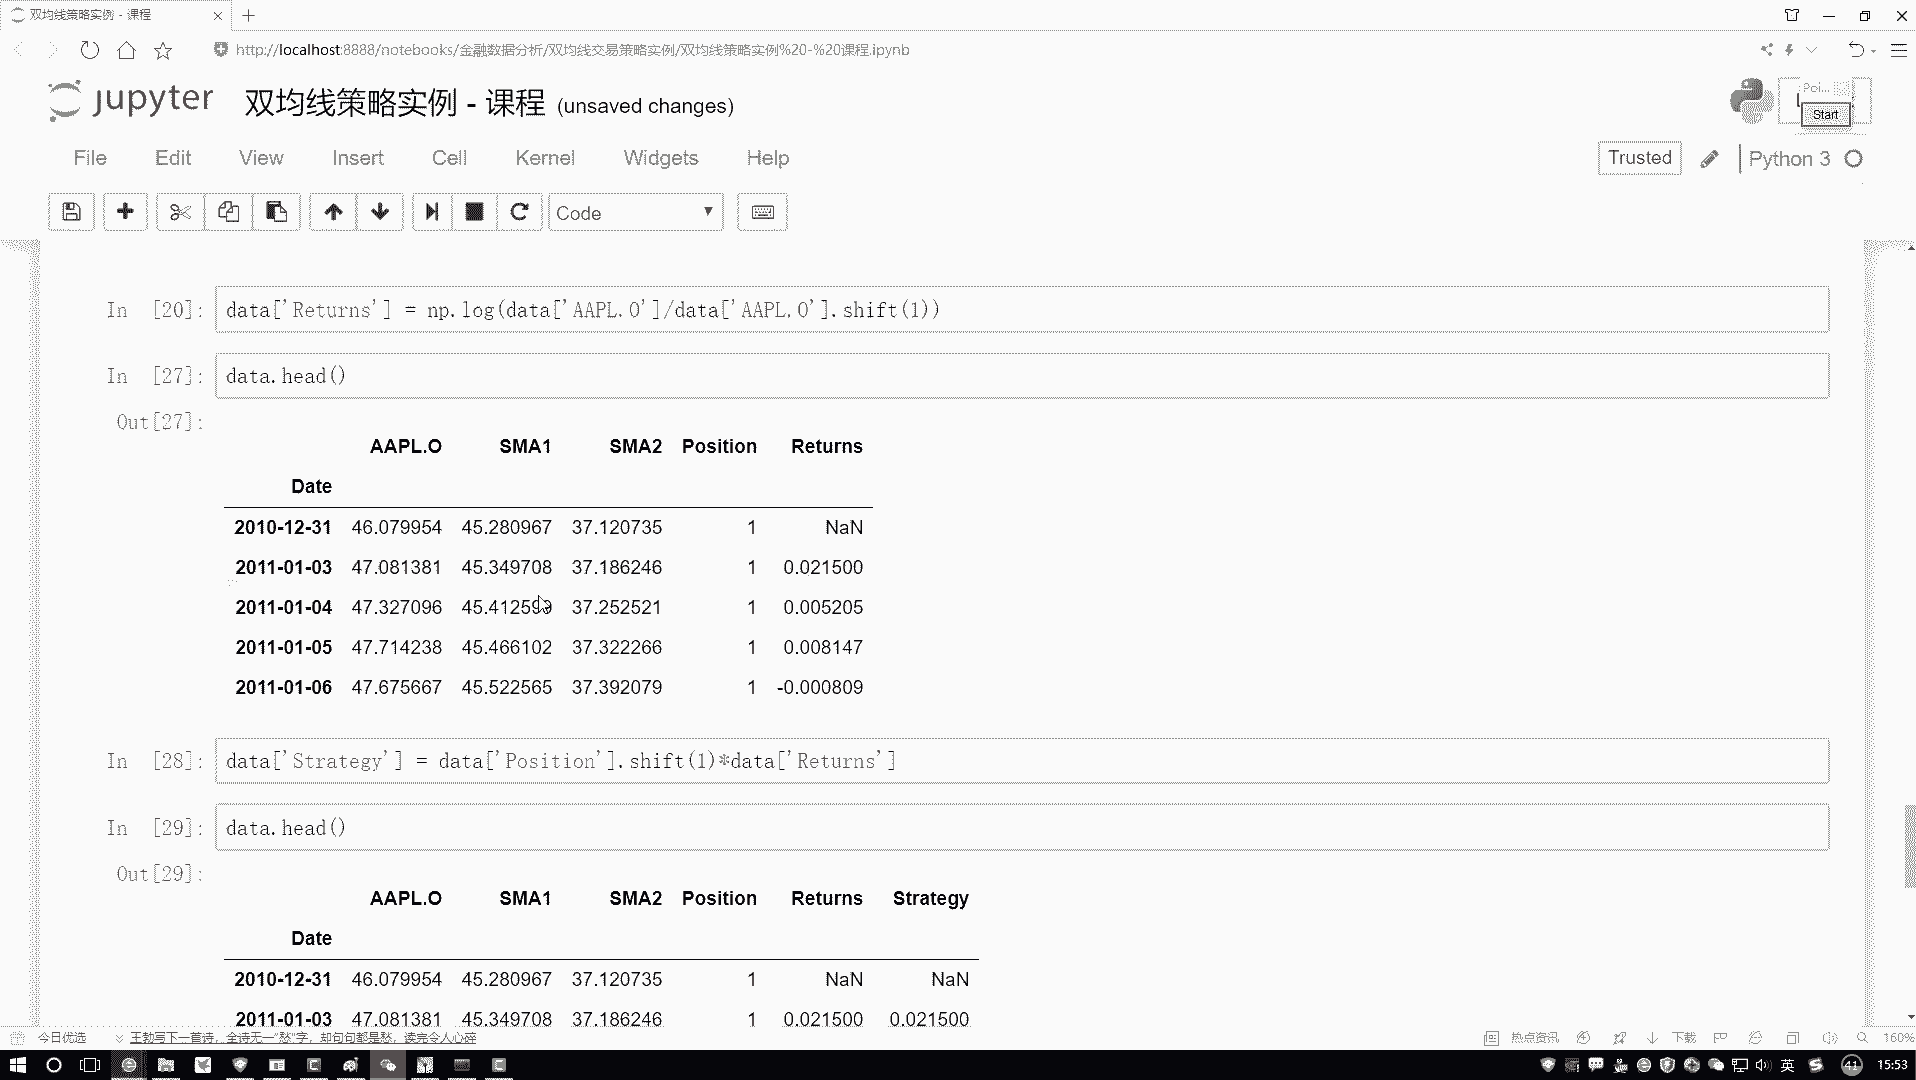 双均线策略实例 - 课程
http://localhost:8888/notebooks/金融数据分析/双均线交易策略实例/双均线策略实例%20-%20课程.ipynb
jupyter 双均线策略实例 - 课程 (unsaved changes)
Poi...
Start
File Edit View Insert Cell Kernel Widgets Help
Trusted Python 3
Code
In [20]: data['Returns'] = np.log(data['AAPL.O']/data['AAPL.O'].shift(1))
In [27]: data.head()
Out[27]:
AAPL.O SMA1 SMA2 Position Returns
Date
2010-12-31 46.079954 45.280967 37.120735 1 NaN
2011-01-03 47.081381 45.349708 37.186246 1 0.021500
2011-01-04 47.327096 45.412599 37.252521 1 0.005205
2011-01-05 47.714238 45.466102 37.322266 1 0.008147
2011-01-06 47.675667 45.522565 37.392079 1 -0.000809
In [28]: data['Strategy'] = data['Position'].shift(1)*data['Returns']
In [29]: data.head()
Out[29]:
AAPL.O SMA1 SMA2 Position Returns Strategy
Date
2010-12-31 46.079954 45.280967 37.120735 1 NaN NaN
2011-01-03 47.081381 45.349708 37.186246 1 0.021500 0.021500
今日优选 王勃写下一首诗，全诗无一“愁”字，却句句都是愁，读完令人心碎 热点资讯 下载 160%
英 41 15:53